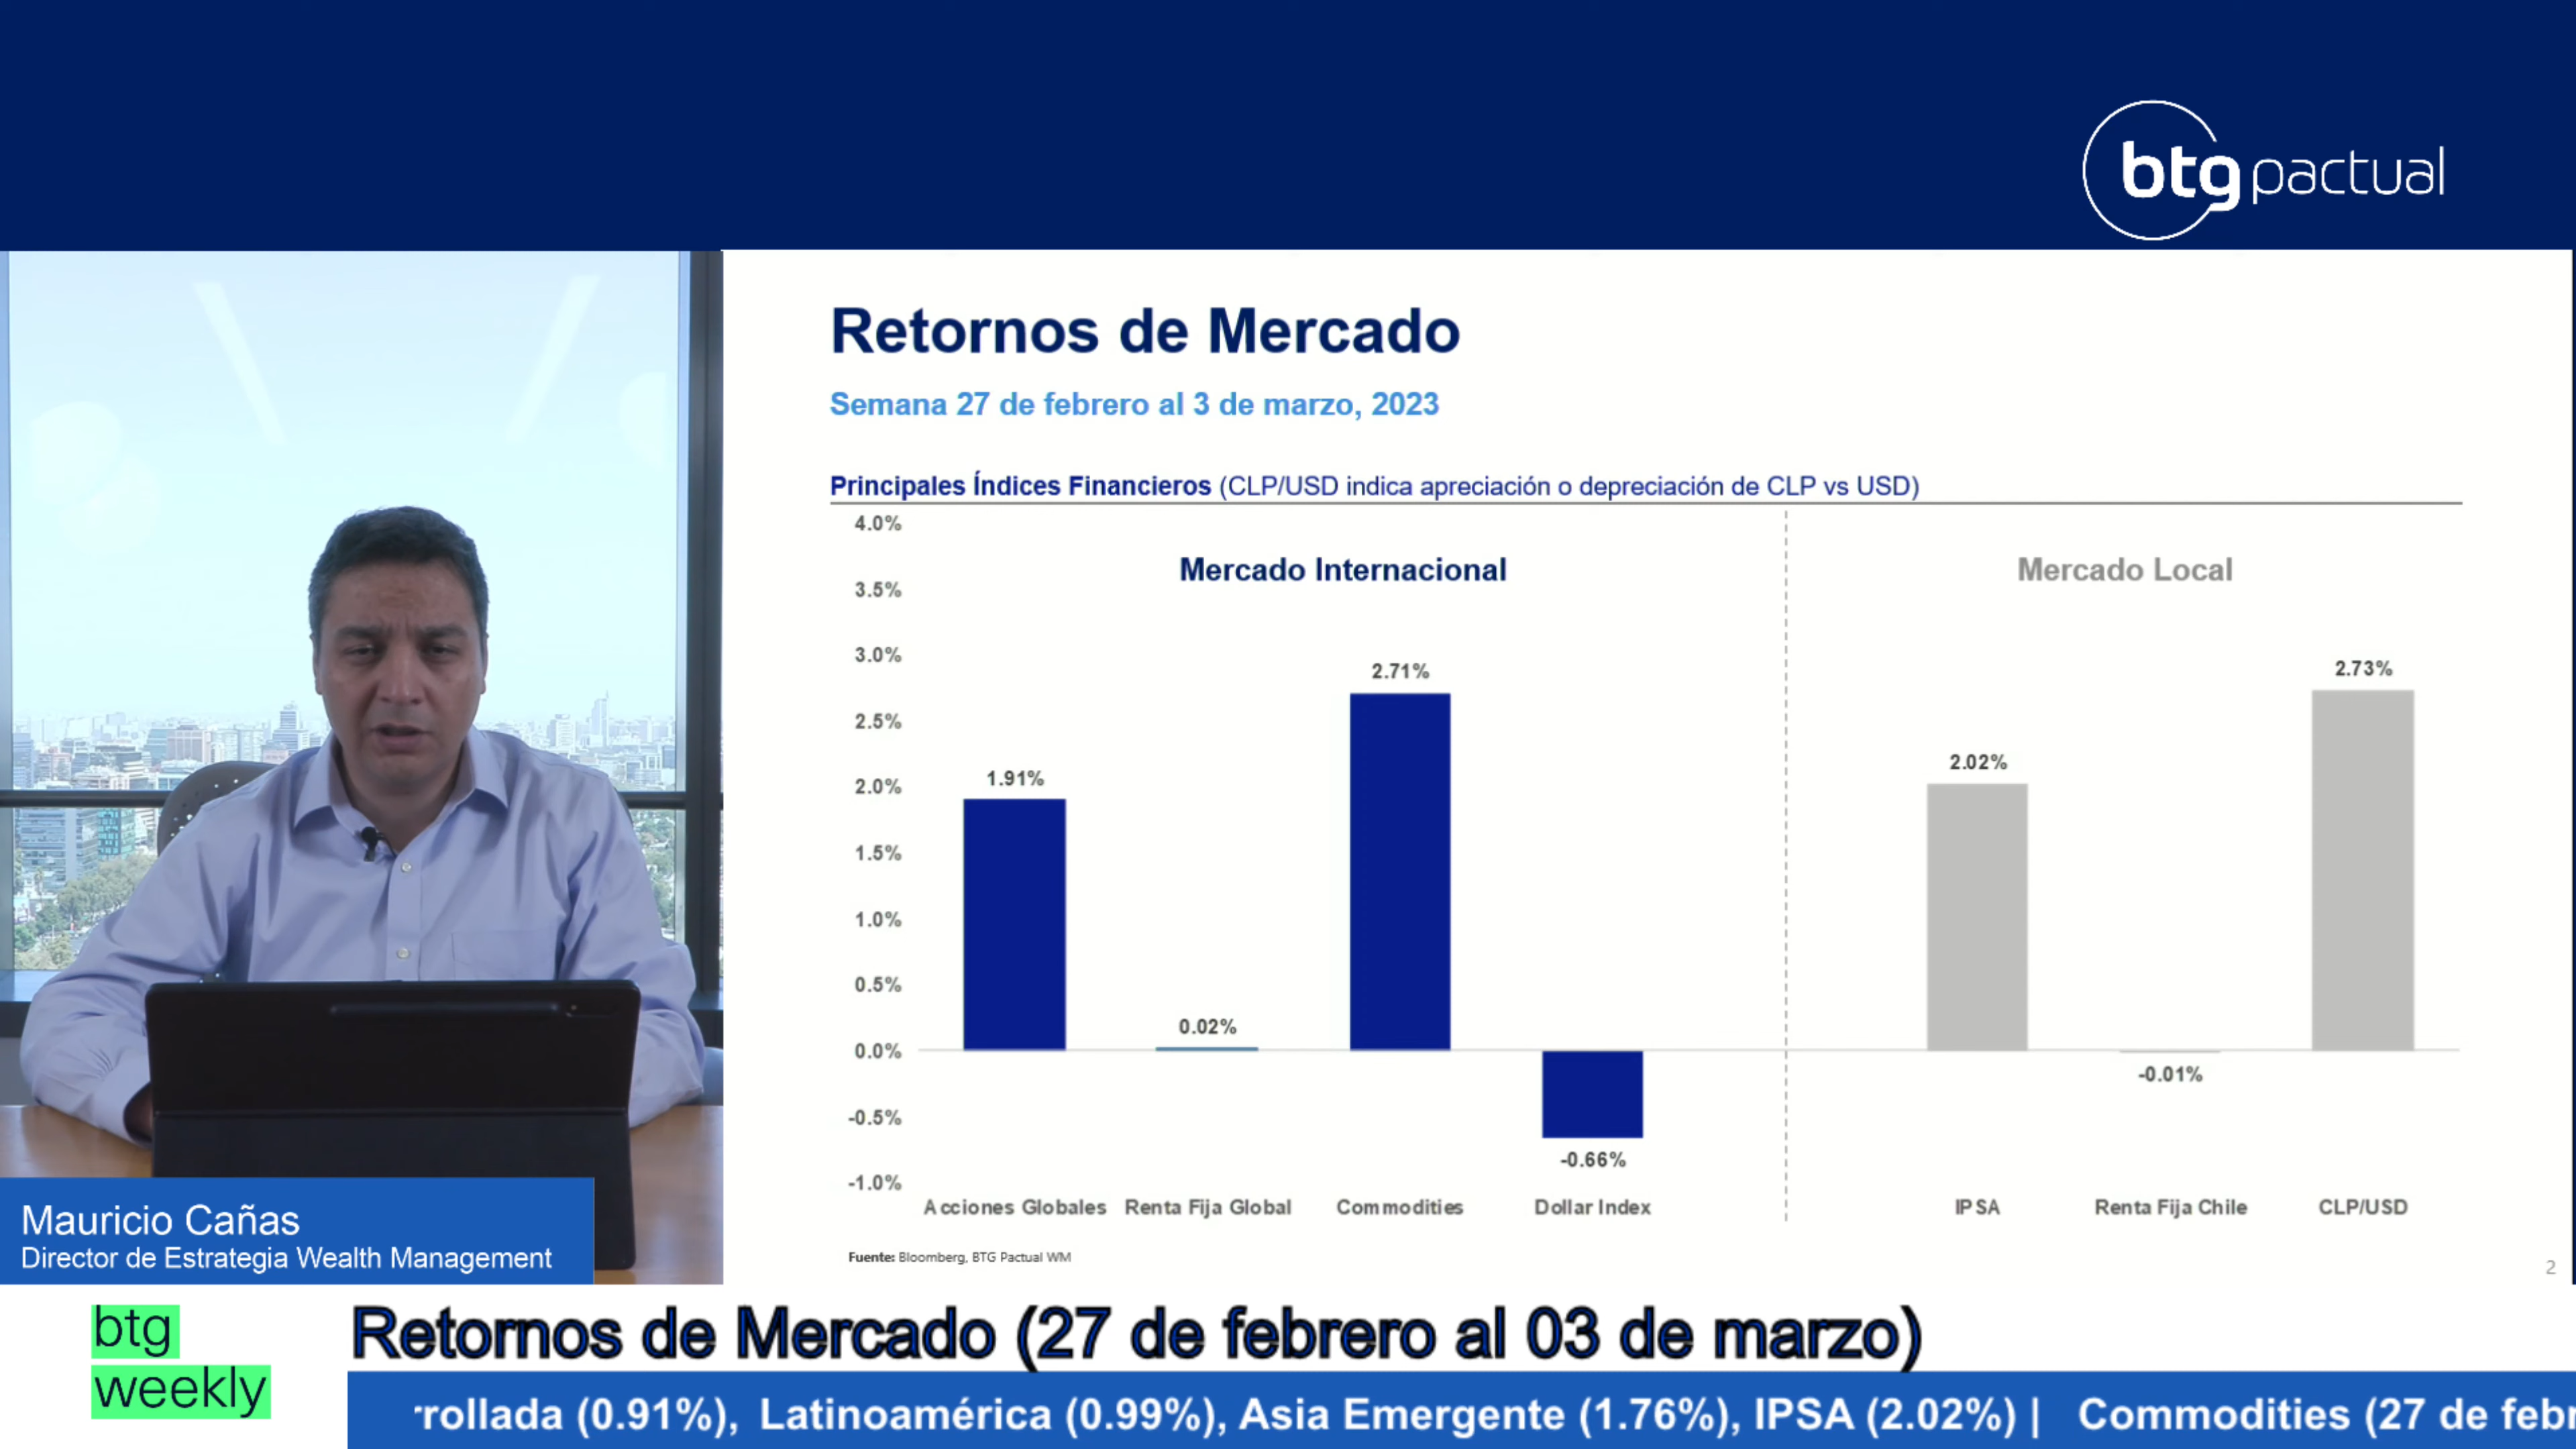 btg pactual
Retornos de Mercado
Semana 27 de febrero al 3 de marzo, 2023
Principales Índices Financieros (CLP/USD indica apreciación o depreciación de CLP vs USD)
4.0%
3.5%
3.0%
2.5%
2.0%
1.5%
1.0%
0.5%
0.0%
-0.5%
-1.0%
Mercado Internacional
1.91%
0.02%
2.71%
-0.66%
Acciones Globales Renta Fija Global Commodities Dollar Index
Mercado Local
2.02%
-0.01%
2.73%
IPSA Renta Fija Chile CLP/USD
Fuente: Bloomberg, BTG Pactual WM
2
Mauricio Cañas
Director de Estrategia Wealth Management
btg
weekly
Retornos de Mercado (27 de febrero al 03 de marzo)
rrollada (0.91%), Latinoamérica (0.99%), Asia Emergente (1.76%), IPSA (2.02%) | Commodities (27 de febr